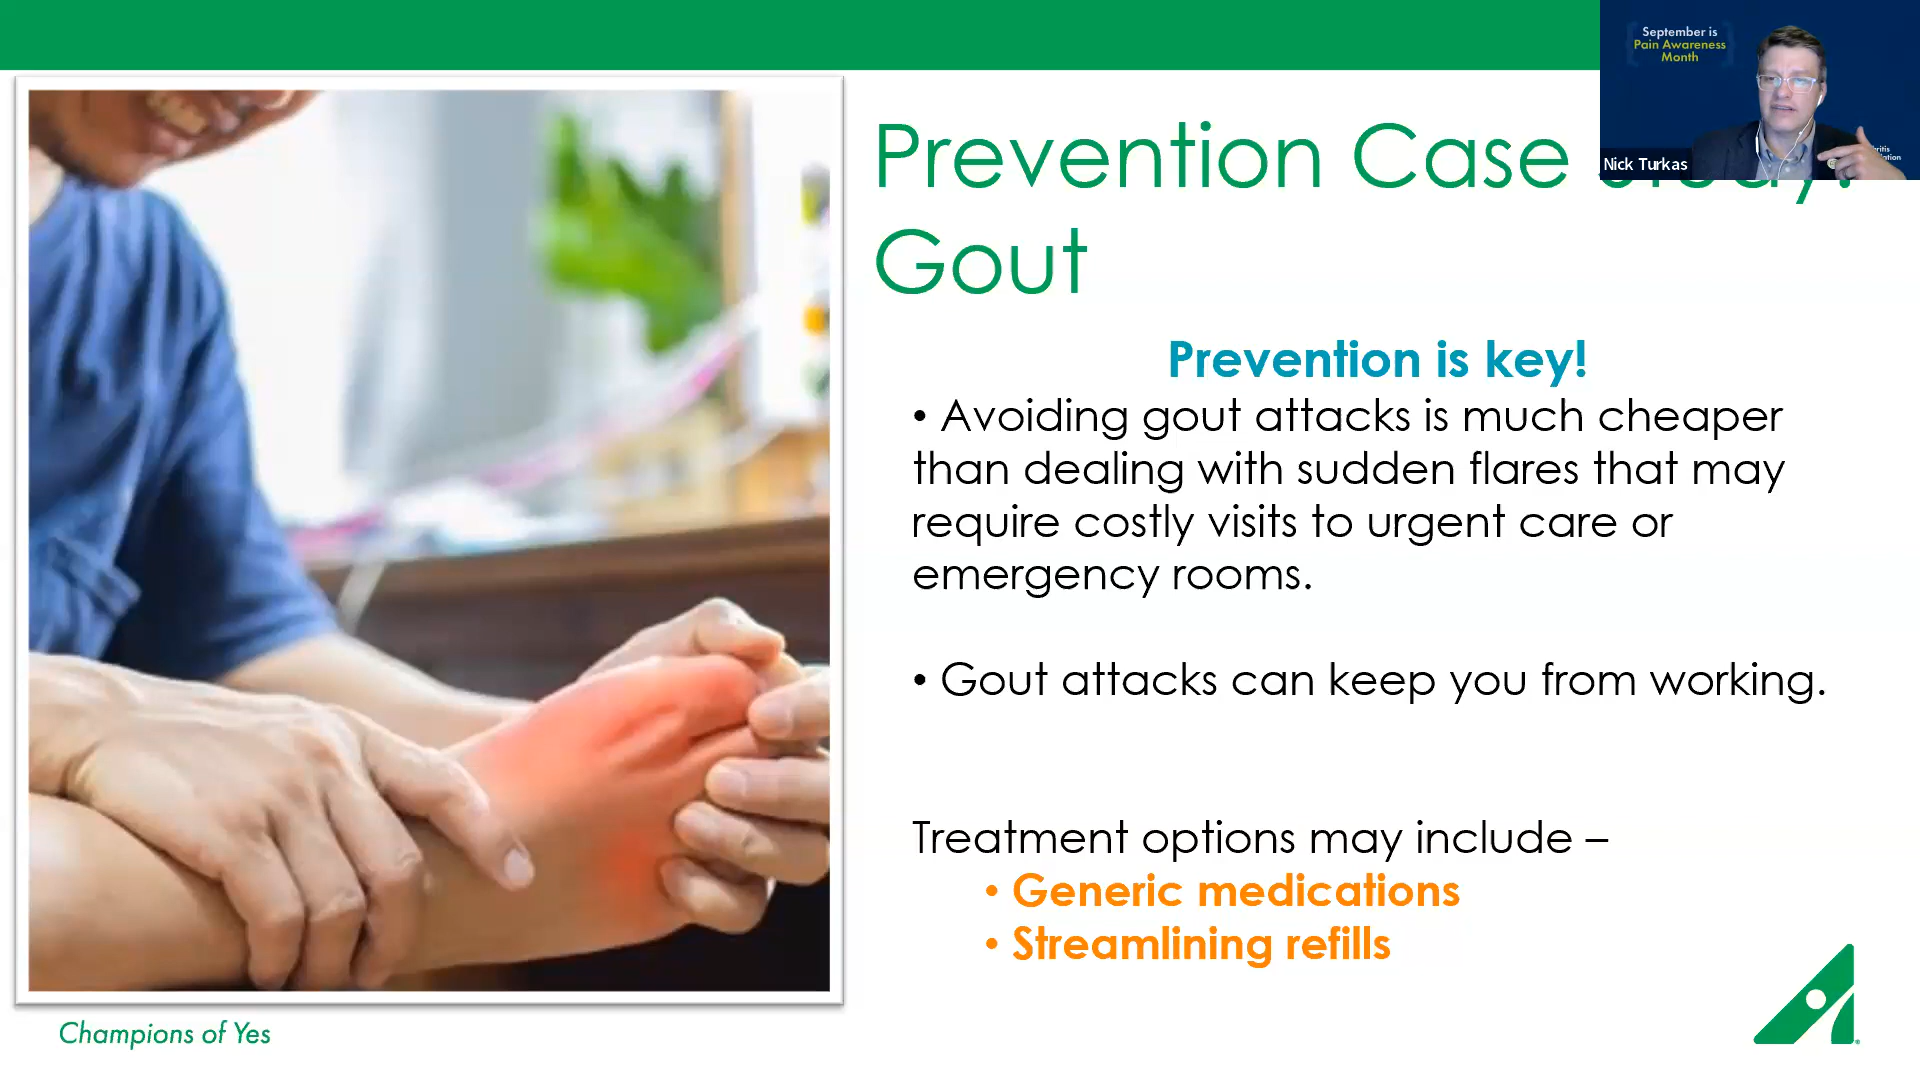 September is
Pain Awareness
Month
Nick Turkas
Prevention Case
Gout
Prevention is key!
• Avoiding gout attacks is much cheaper
than dealing with sudden flares that may
require costly visits to urgent care or
emergency rooms.
• Gout attacks can keep you from working.
Treatment options may include –
• Generic medications
• Streamlining refills
Champions of Yes